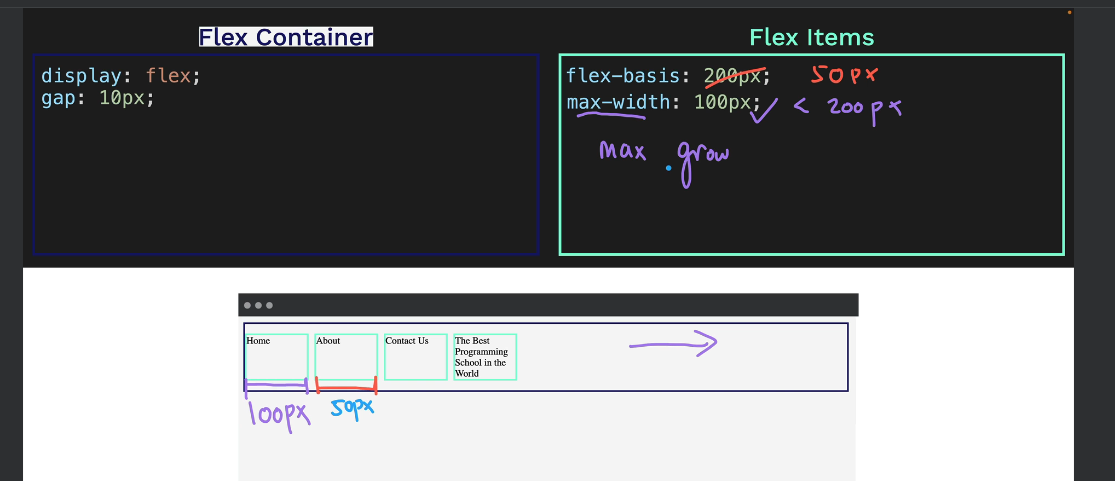 Flex Container
display: flex;
gap: 10px;
Flex Items
flex-basis: 200px; 50px
max-width: 100px; < 200px
max grow
Home
About
Contact Us
The Best
Programming
School in the
World
100px
50px